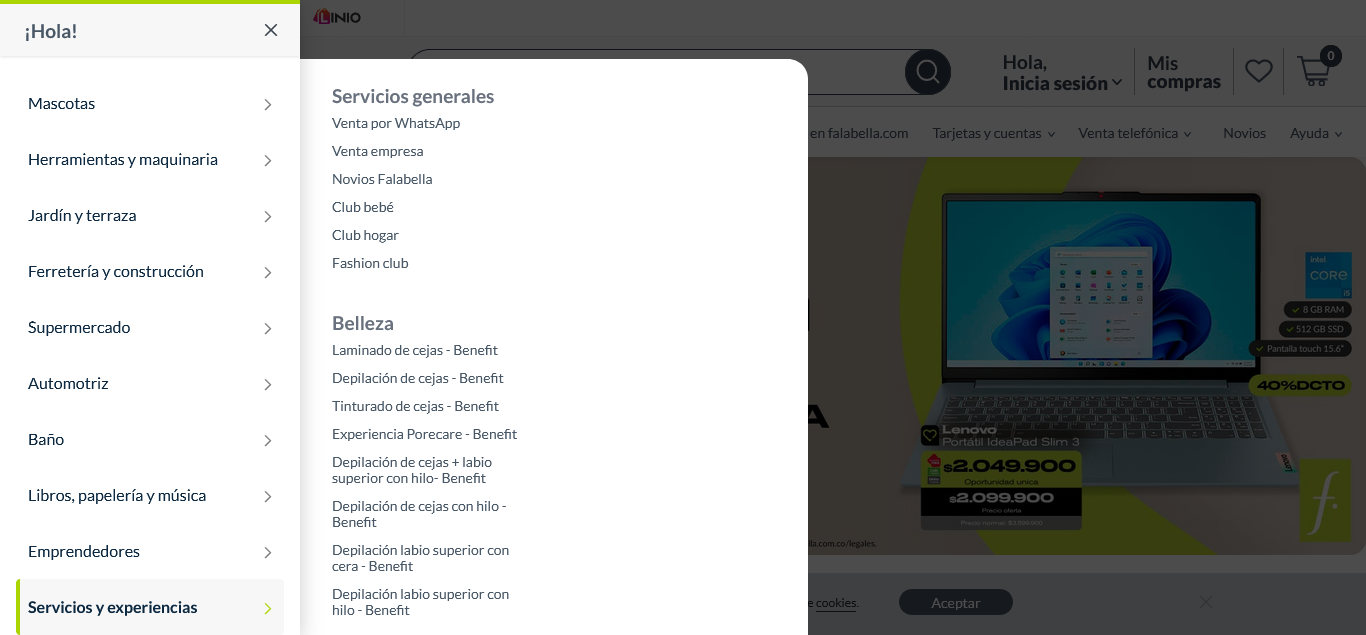 LINIO
¡Hola!
Mascotas
Herramientas y maquinaria
Jardín y terraza
Ferretería y construcción
Supermercado
Automotriz
Baño
Libros, papelería y música
Emprendedores
Servicios y experiencias
Servicios generales
Venta por WhatsApp
Venta empresa
Novios Falabella
Club bebé
Club hogar
Fashion club
Belleza
Laminado de cejas - Benefit
Depilación de cejas - Benefit
Tinturado de cejas - Benefit
Experiencia Porecare - Benefit
Depilación de cejas + labio
superior con hilo- Benefit
Depilación de cejas con hilo -
Benefit
Depilación labio superior con
cera - Benefit
Depilación labio superior con
hilo - Benefit
Hola,
Inicia sesión
Mis
compras
0
en falabella.com
Tarjetas y cuentas
Venta telefónica
Novios
Ayuda
intel
CORE
i5
8 GB RAM
512 GB SSD
Pantalla touch 15.6"
40%DCTO
A
Lenovo
Portátil IdeaPad Slim 3
$2.049.900
Oportunidad unica
$2.099.900
Precio oferta
Precio normal: $3.399.900
f.
lla.com.co/legales.
e cookies.
Aceptar